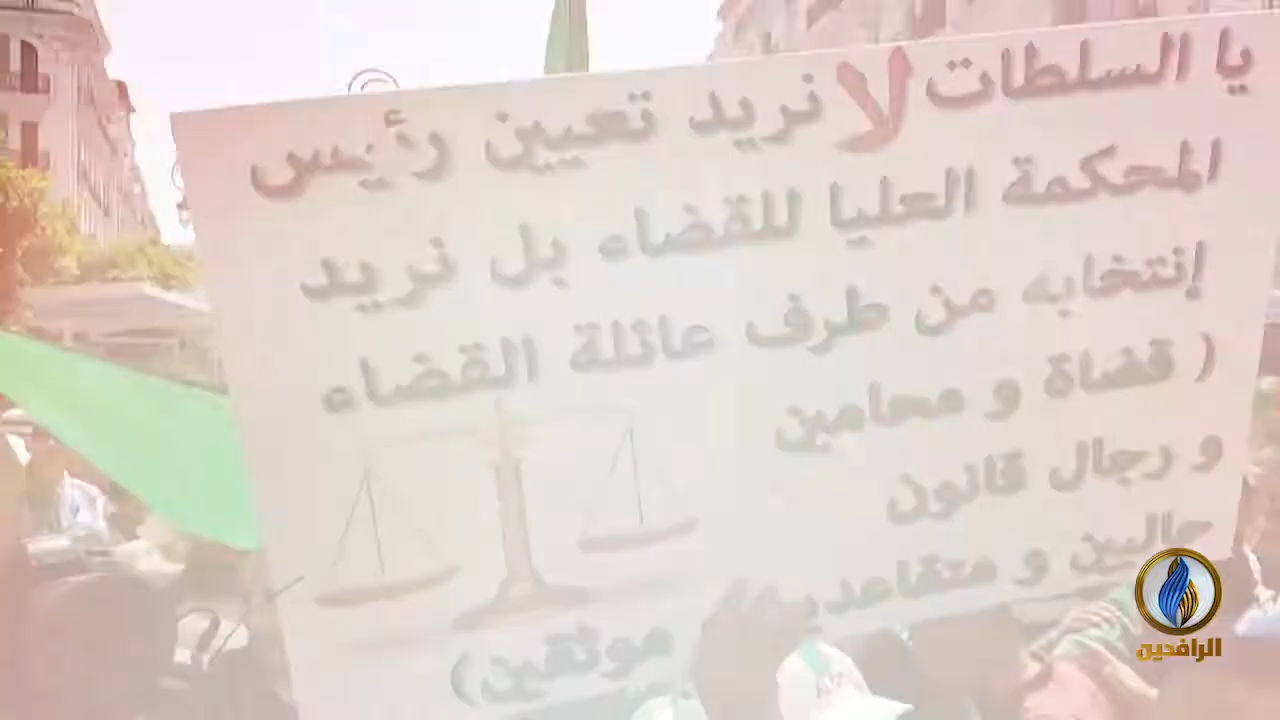 يا السلطات لا نريد تعيين رئيس
المحكمة العليا للقضاء بل نريد
إنتخابه من طرف عائلة القضاء
( قضاة و محامين
و رجال قانون
حاليين و متقاعدين
موثقين)
الرافدين